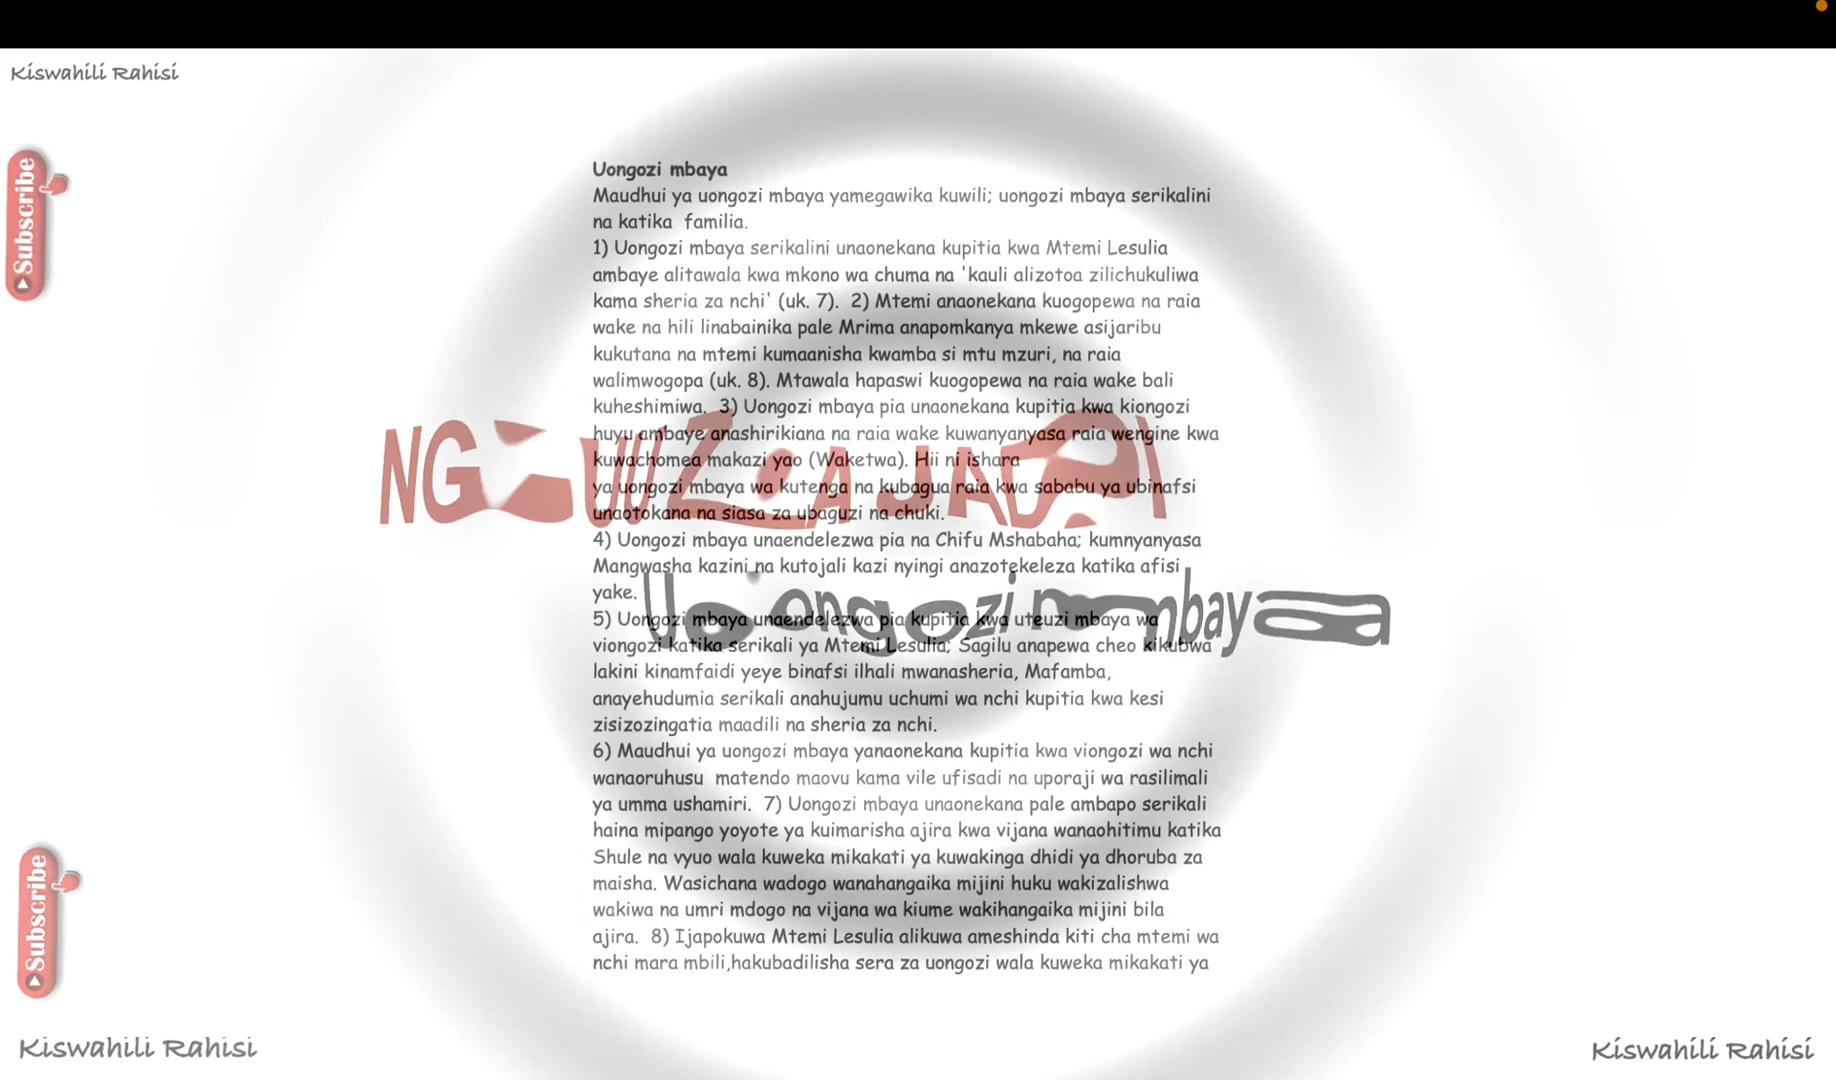 Kiswahili Rahisi
Subscribe
Uongozi mbaya
Maudhui ya uongozi mbaya yamegawika kuwili; uongozi mbaya serikalini
na katika familia.
1) Uongozi mbaya serikalini unaonekana kupitia kwa Mtemi Lesulia
ambaye alitawala kwa mkono wa chuma na 'kauli alizotoa zilichukuliwa
kama sheria za nchi' (uk. 7). 2) Mtemi anaonekana kuogopewa na raia
wake na hili linabainika pale Mrima anapomkanya mkewe asijaribu
kukutana na mtemi kumaanisha kwamba si mtu mzuri, na raia
walimwogopa (uk. 8). Mtawala hapaswi kuogopewa na raia wake bali
kuheshimiwa. 3) Uongozi mbaya pia unaonekana kupitia kwa kiongozi
huyu ambaye anashirikiana na raia wake kuwanyanyasa raia wengine kwa
kuwachomea makazi yao (Waketwa). Hii ni ishara
ya uongozi mbaya wa kutenga na kubagua raia kwa sababu ya ubinafsi
unaotokana na siasa za ubaguzi na chuki.
4) Uongozi mbaya unaendelezwa pia na Chifu Mshabaha; kumnyanyasa
Mangwasha kazini na kutojali kazi nyingi anazotekeleza katika afisi
yake.
Uongozi mbaya
5) Uongozi mbaya unaendelezwa pia kupitia kwa uteuzi mbaya wa
viongozi katika serikali ya Mtemi Lesulia; Sagilu anapewa cheo kikubwa
lakini kinamfaidi yeye binafsi ilhali mwanasheria, Mafamba,
anayehudumia serikali anahujumu uchumi wa nchi kupitia kwa kesi
zisizozingatia maadili na sheria za nchi.
6) Maudhui ya uongozi mbaya yanaonekana kupitia kwa viongozi wa nchi
wanaoruhusu matendo maovu kama vile ufisadi na uporaji wa rasilimali
ya umma ushamiri. 7) Uongozi mbaya unaonekana pale ambapo serikali
haina mipango yoyote ya kuimarisha ajira kwa vijana wanaohitimu katika
Shule na vyuo wala kuweka mikakati ya kuwakinga dhidi ya dhoruba za
maisha. Wasichana wadogo wanahangaika mijini huku wakizalishwa
wakiwa na umri mdogo na vijana wa kiume wakihangaika mijini bila
ajira. 8) Ijapokuwa Mtemi Lesulia alikuwa ameshinda kiti cha mtemi wa
nchi mara mbili,hakubadilisha sera za uongozi wala kuweka mikakati ya
Subscribe
Kiswahili Rahisi
Kiswahili Rahisi